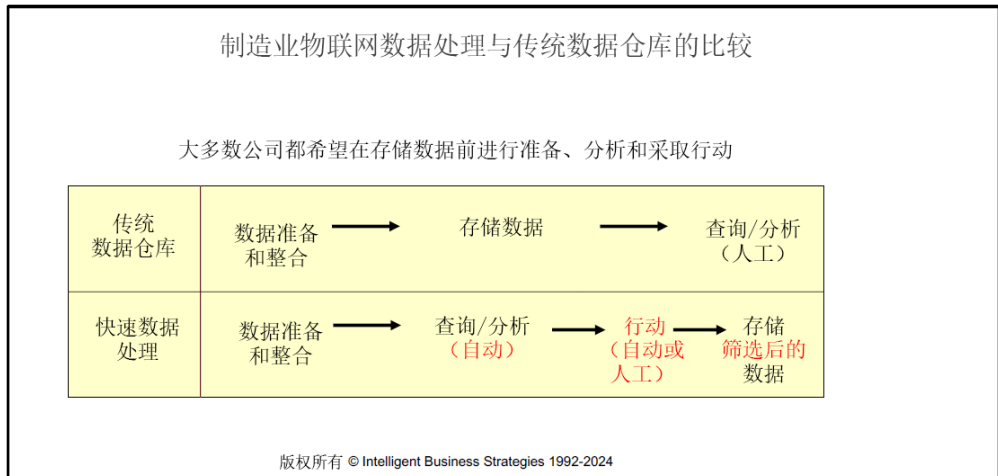 制造业物联网数据处理与传统数据仓库的比较
大多数公司都希望在存储数据前进行准备、分析和采取行动
传统
数据仓库
数据准备
和整合
存储数据
查询/分析
（人工）
快速数据
处理
数据准备
和整合
查询/分析
（自动）
行动
（自动或
人工）
存储
筛选后的
数据
版权所有 © Intelligent Business Strategies 1992-2024